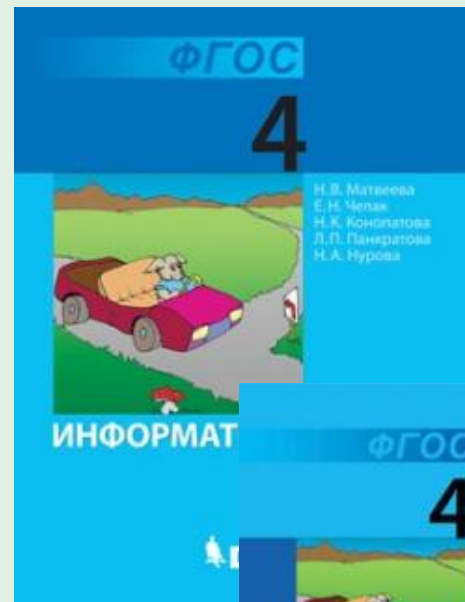 ФГОС
4
Н.В. Матвеева
Е.Н. Челак
Н.К. Конопатова
Л.П. Панкратова
Н.А. Нурова
ИНФОРМАТ
ФГОС
4